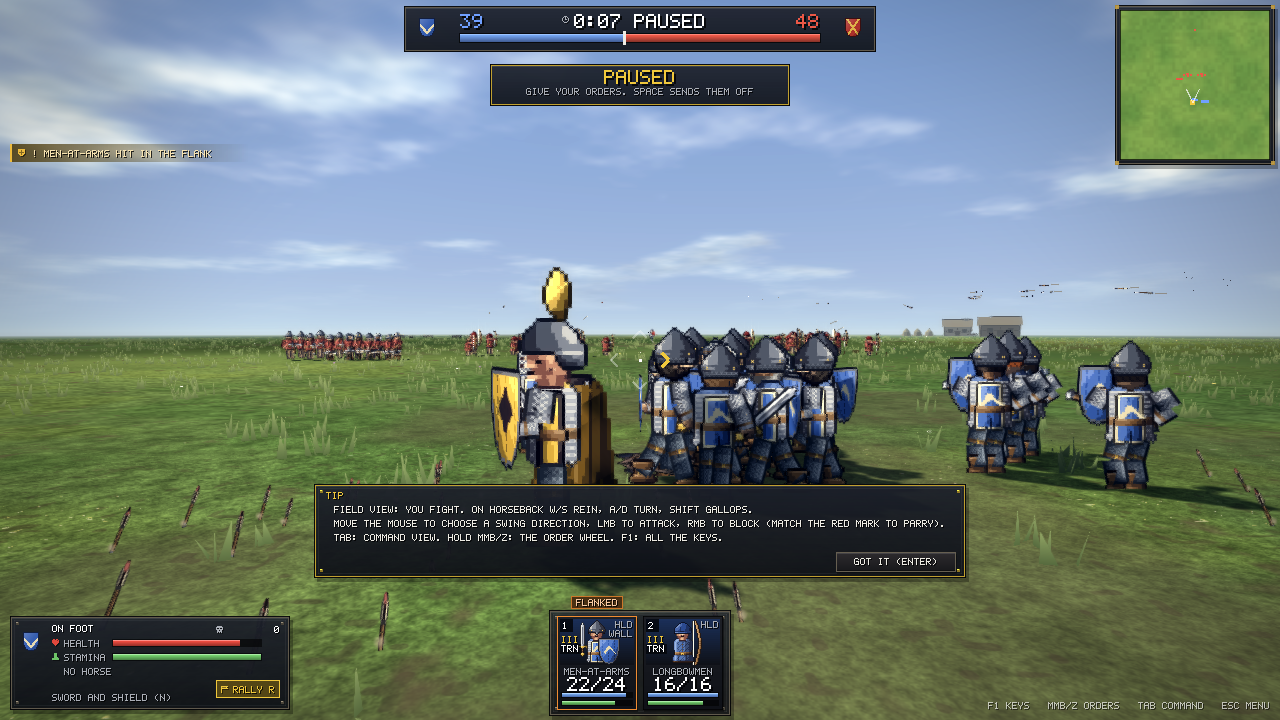 39 0:07 PAUSED 48
PAUSED
GIVE YOUR ORDERS. SPACE SENDS THEM OFF
! MEN-AT-ARMS HIT IN THE FLANK
TIP
FIELD VIEW: YOU FIGHT. ON HORSEBACK W/S REIN, A/D TURN, SHIFT GALLOPS.
MOVE THE MOUSE TO CHOOSE A SWING DIRECTION, LMB TO ATTACK, RMB TO BLOCK (MATCH THE RED MARK TO PARRY).
TAB: COMMAND VIEW. HOLD MMB/Z: THE ORDER WHEEL. F1: ALL THE KEYS.
GOT IT (ENTER)
ON FOOT 0
HEALTH
STAMINA
NO HORSE
SWORD AND SHIELD (N)
RALLY R
FLANKED
1 HLD
WALL
III
TRN
MEN-AT-ARMS
22/24
2 HLD
III
TRN
LONGBOWMEN
16/16
F1 KEYS MMB/Z ORDERS TAB COMMAND ESC MENU